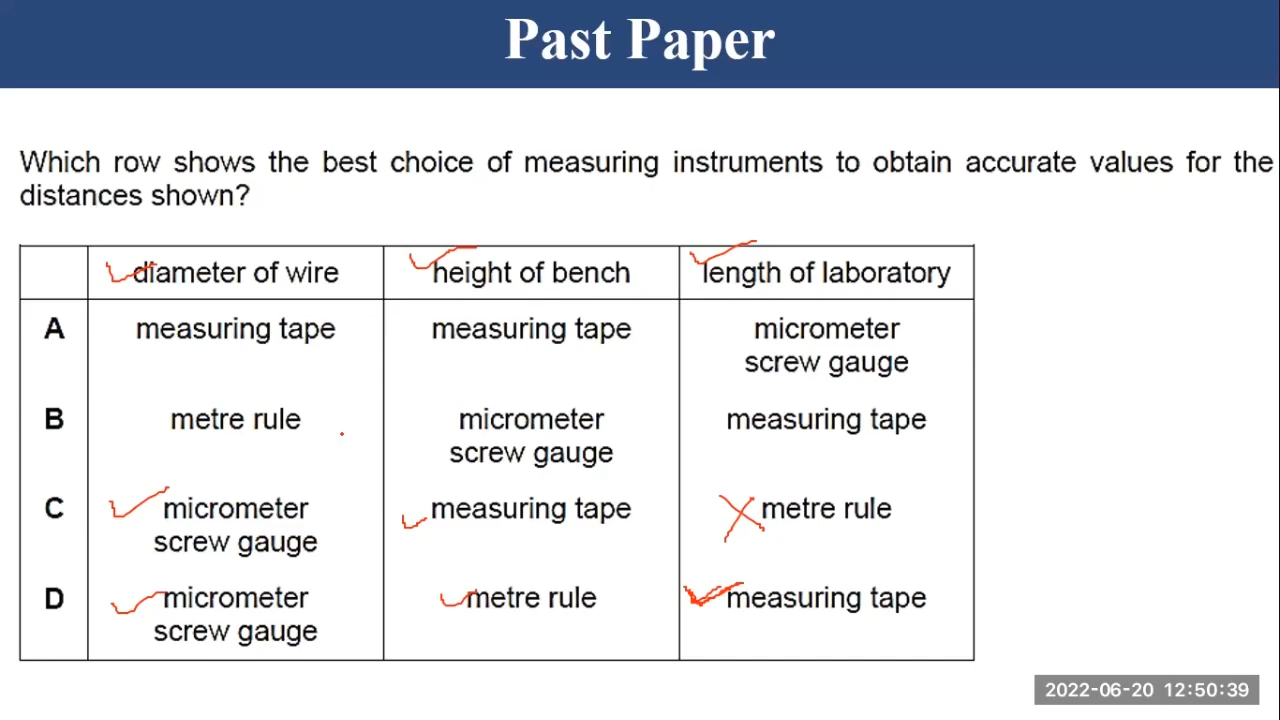 Past Paper
Which row shows the best choice of measuring instruments to obtain accurate values for the
distances shown?
diameter of wire height of bench length of laboratory
A measuring tape measuring tape micrometer
screw gauge
B metre rule micrometer measuring tape
screw gauge
C micrometer measuring tape metre rule
screw gauge
D micrometer metre rule measuring tape
screw gauge
2022-06-20 12:50:39